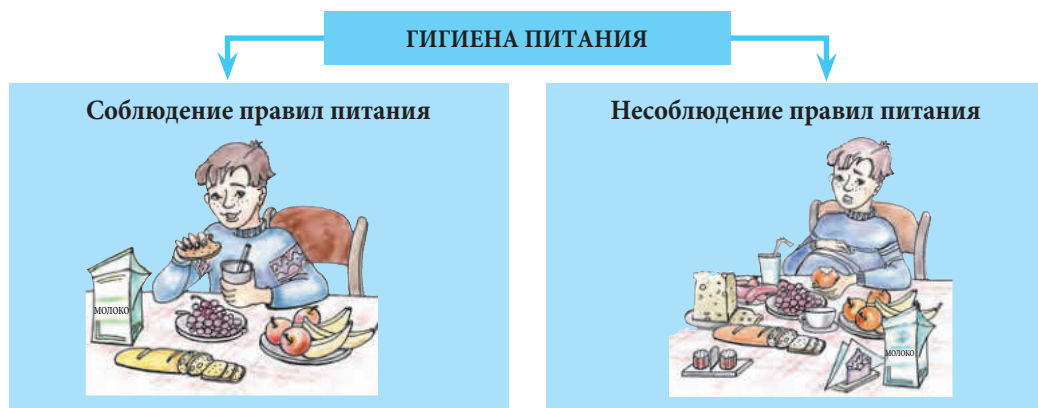 ГИГИЕНА ПИТАНИЯ
Соблюдение правил питания
МОЛОКО
Несоблюдение правил питания
МОЛОКО